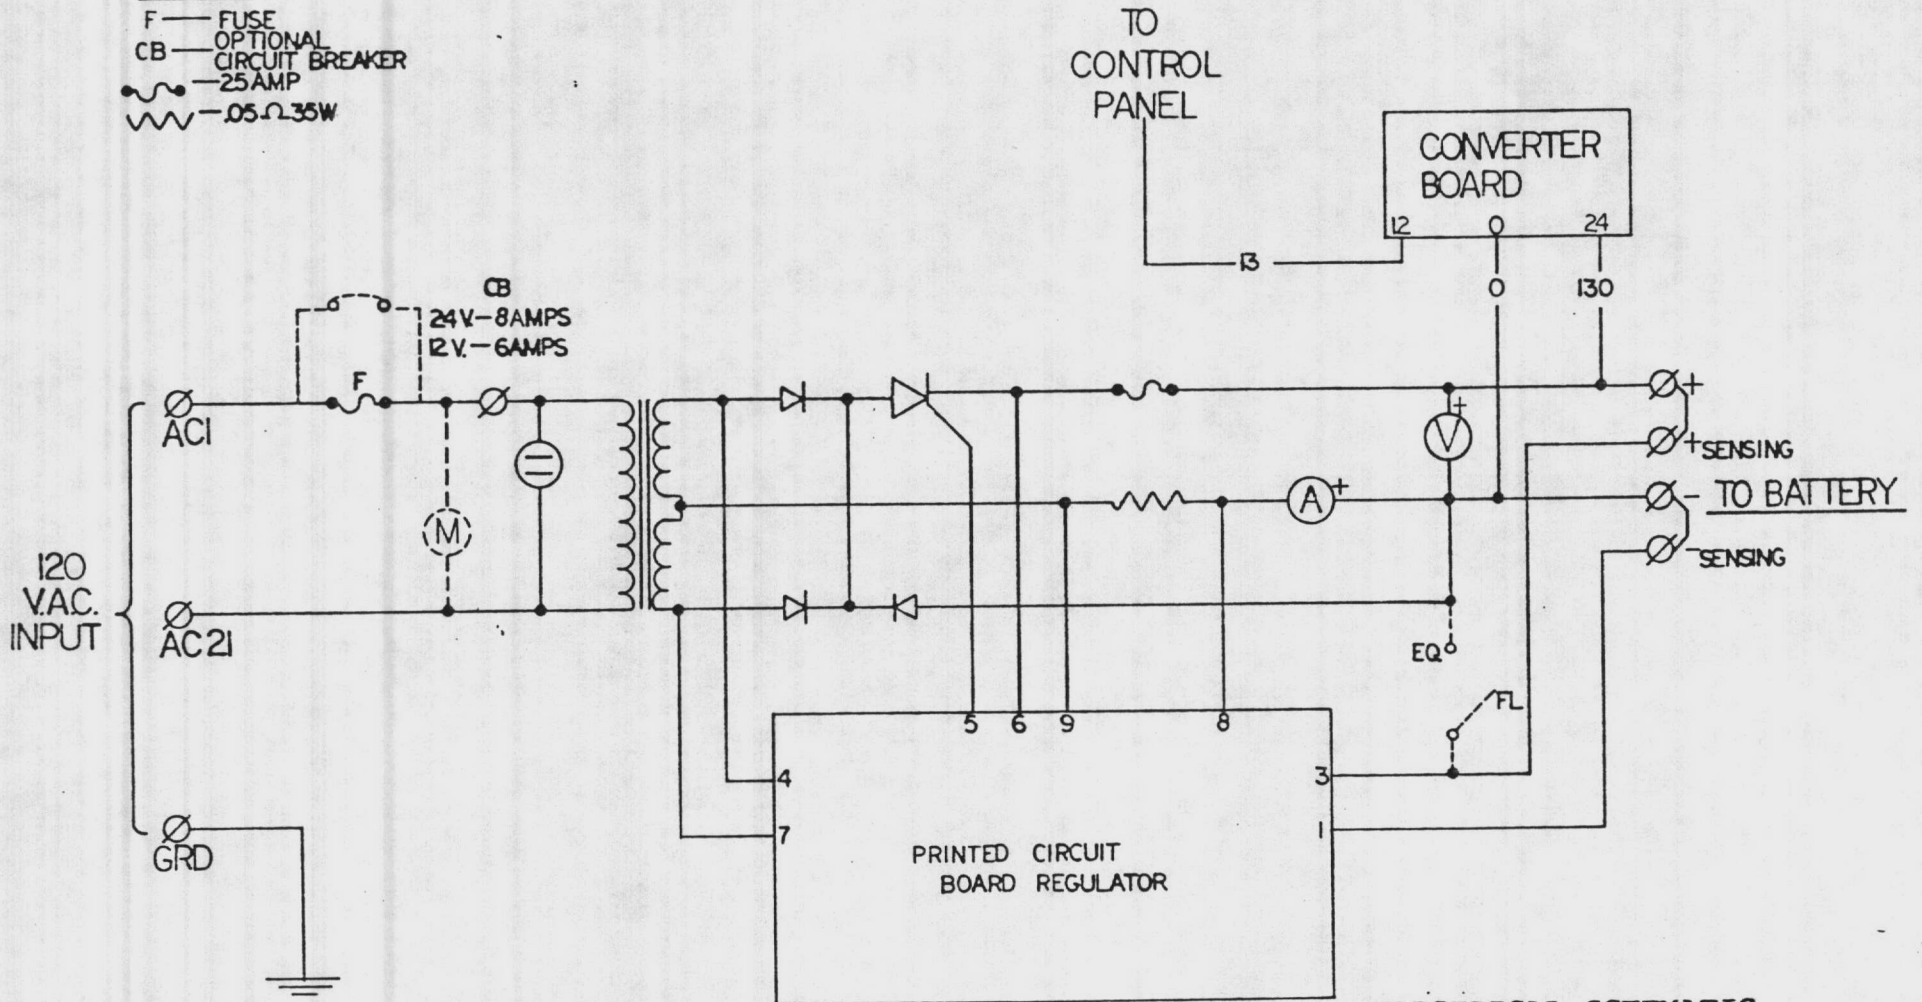 F — FUSE
CB — OPTIONAL
CIRCUIT BREAKER
— 25 AMP
— .05 Ω 35W
TO
CONTROL
PANEL
CONVERTER
BOARD
12 0 24
13
0 130
CB
24V.—8AMPS
12V.—6AMPS
F
AC1
M
120
V.A.C.
INPUT
AC21
GRD
V +
A +
+
+ SENSING
- TO BATTERY
- SENSING
EQ
FL
5 6 9 8
4
7
3
1
PRINTED CIRCUIT
BOARD REGULATOR